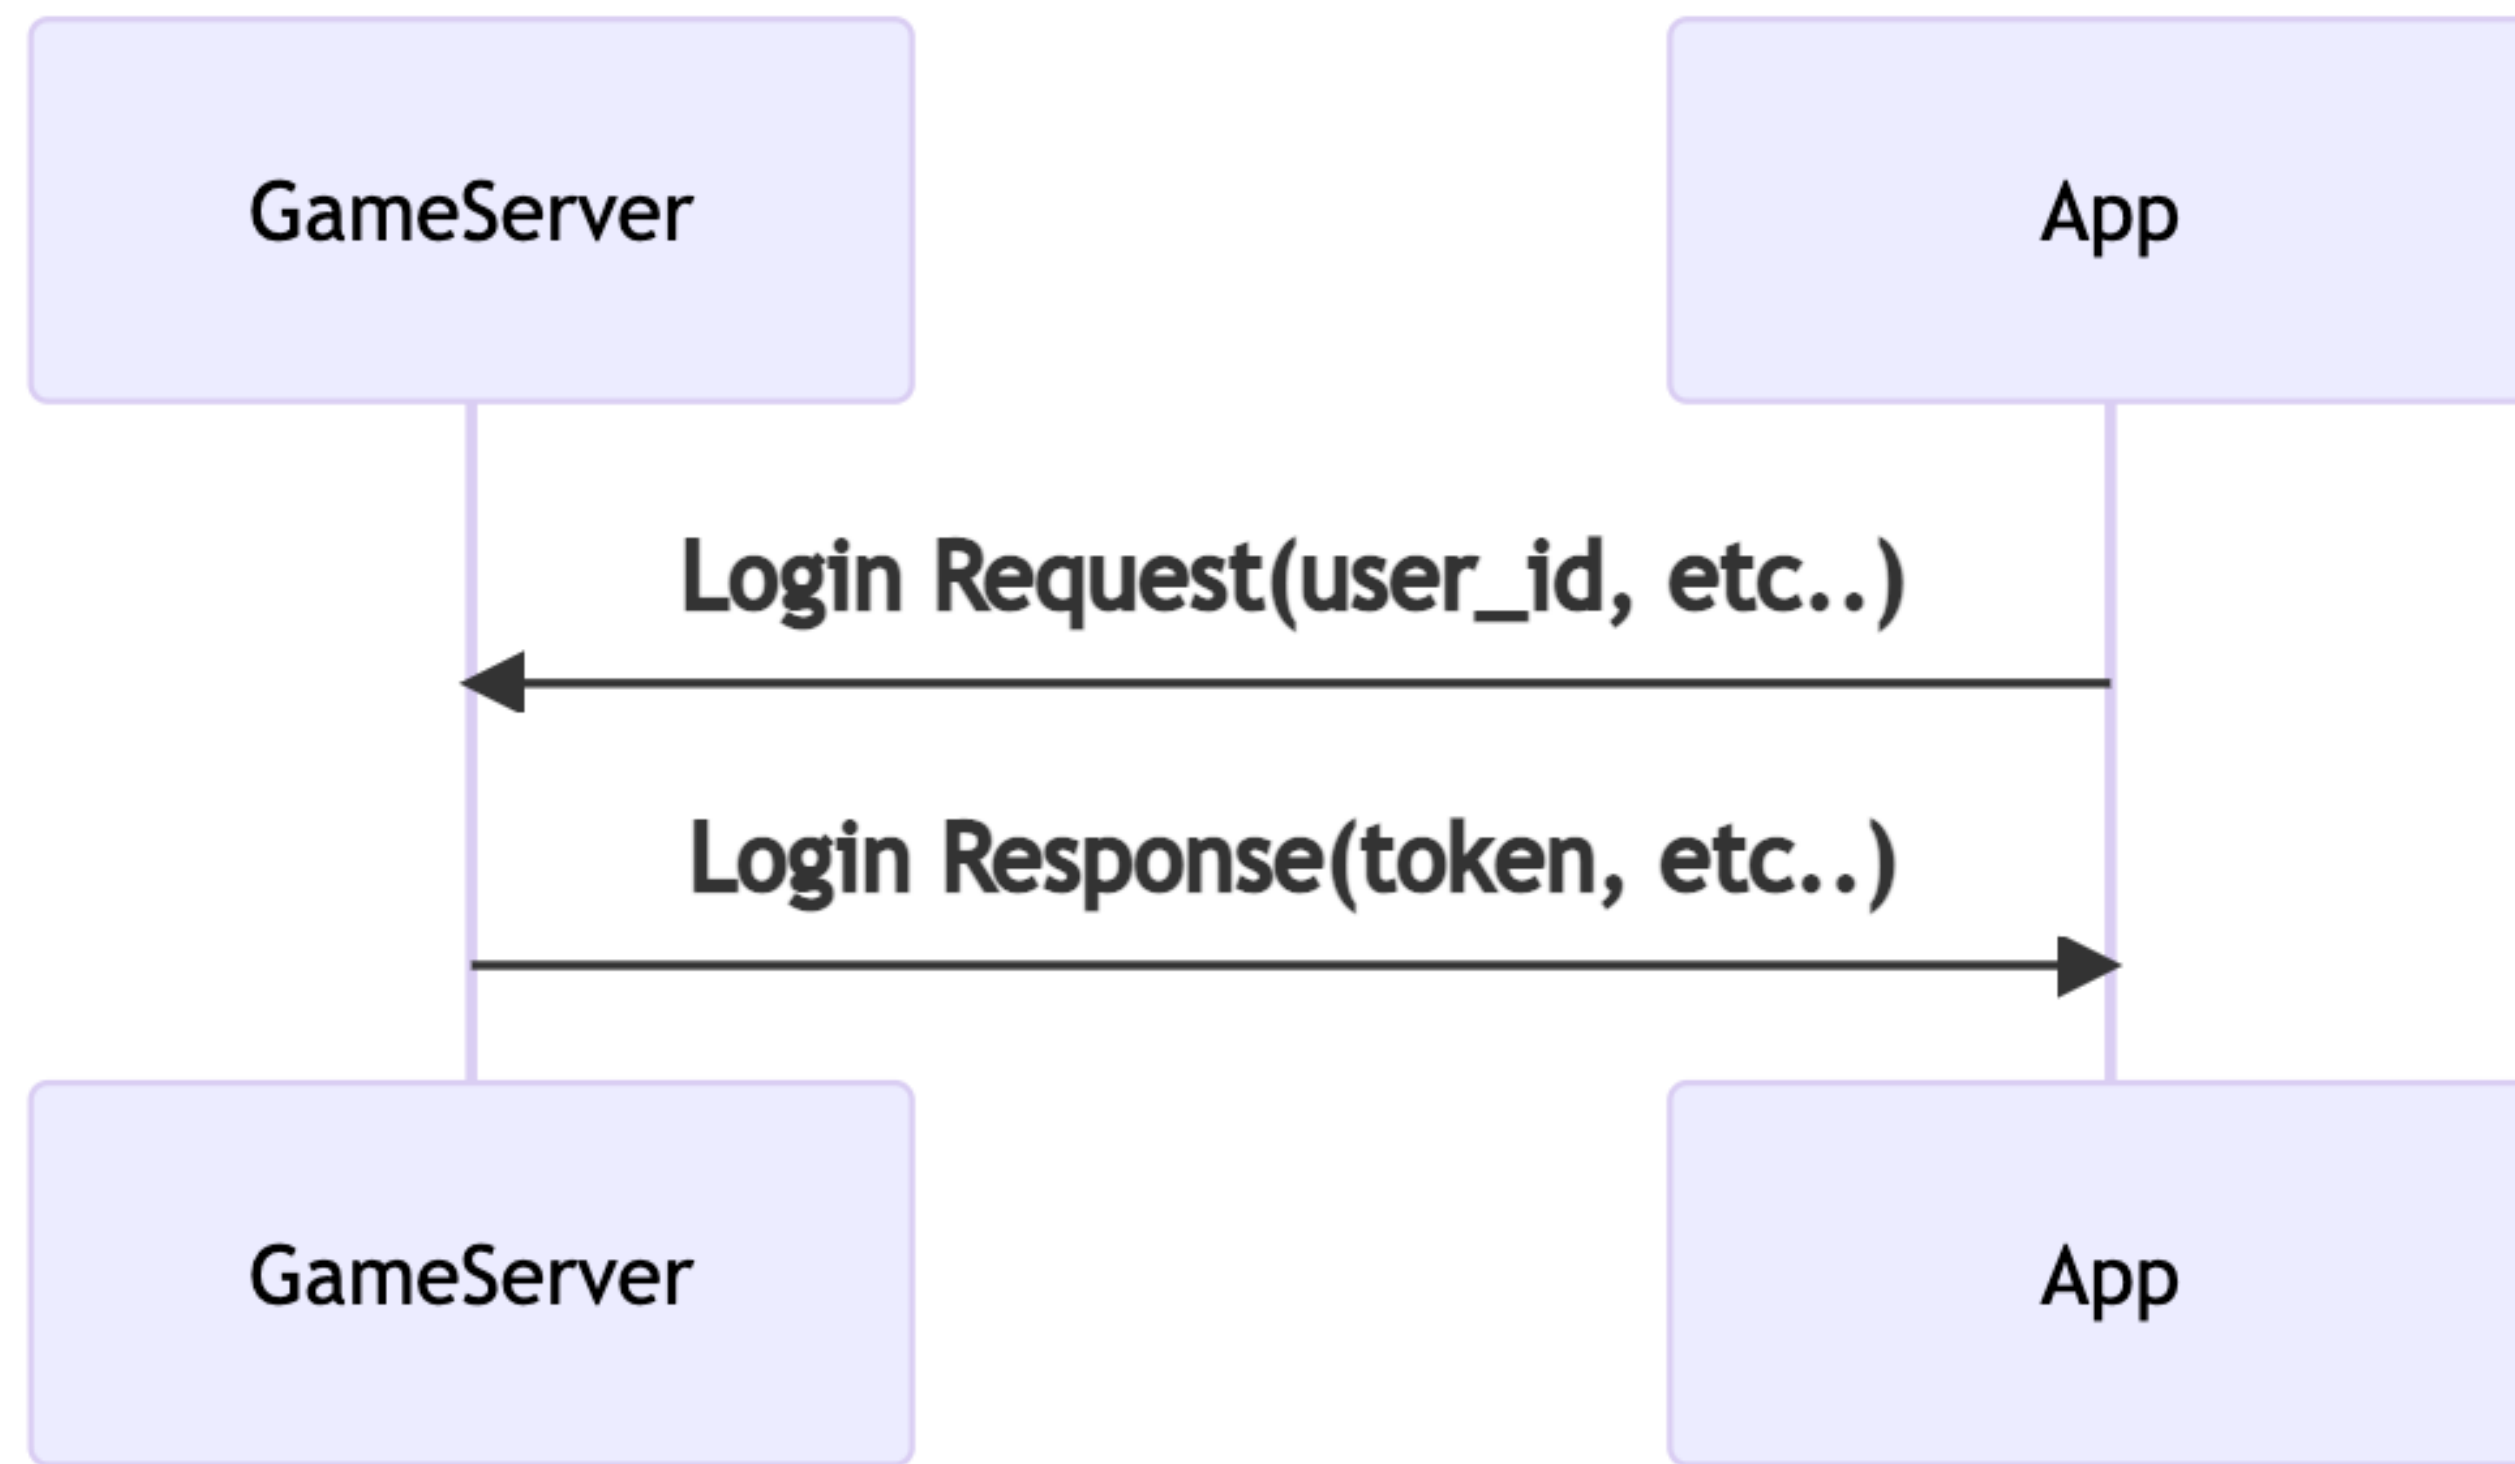 GameServer
App
Login Request(user_id, etc..)
Login Response(token, etc..)
GameServer
App